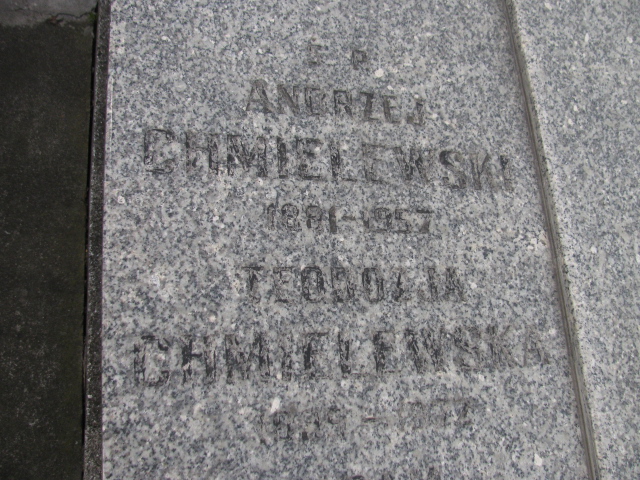 Ś. P.
ANDRZEJ
CHMIELEWSKI
1881-1957
TEODOZJA
CHMIELEWSKA